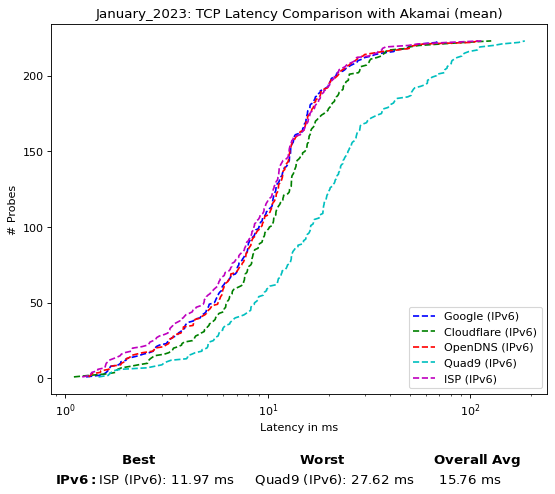 January_2023: TCP Latency Comparison with Akamai (mean)
200
150
100
50
0
# Probes
10⁰
10¹
10²
Latency in ms
Google (IPv6)
Cloudflare (IPv6)
OpenDNS (IPv6)
Quad9 (IPv6)
ISP (IPv6)
Best Worst Overall Avg
IPv6: ISP (IPv6): 11.97 ms Quad9 (IPv6): 27.62 ms 15.76 ms